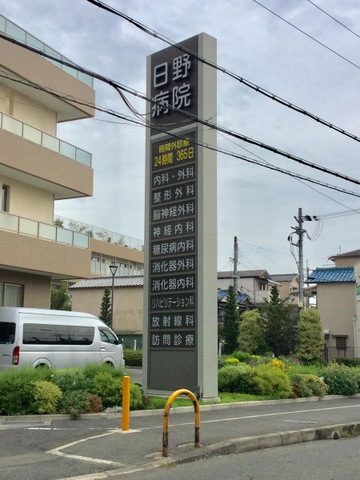 日野
病院
時間外診療
24時間 365日
内科・外科
整形外科
脳神経外科
神経内科
糖尿病内科
消化器外科
消化器内科
リハビリテーション科
放射線科
訪問診療